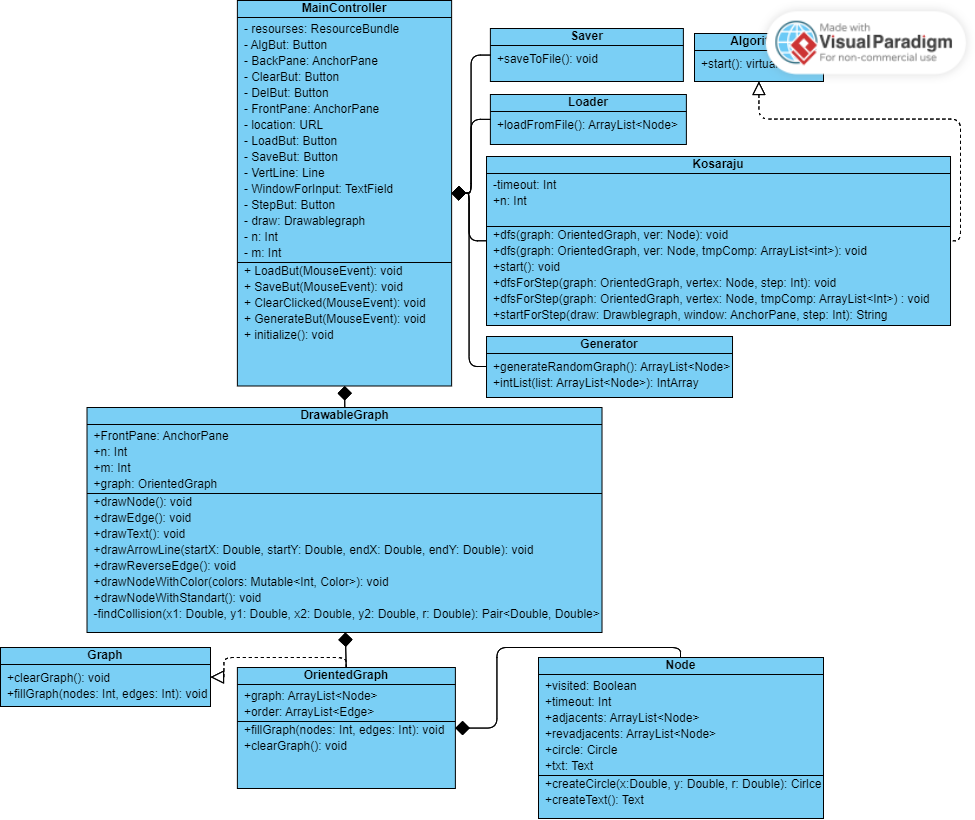 MainController
- resourses: ResourceBundle
- AlgBut: Button
- BackPane: AnchorPane
- ClearBut: Button
- DelBut: Button
- FrontPane: AnchorPane
- location: URL
- LoadBut: Button
- SaveBut: Button
- VertLine: Line
- WindowForInput: TextField
- StepBut: Button
- draw: Drawablegraph
- n: Int
- m: Int
+ LoadBut(MouseEvent): void
+ SaveBut(MouseEvent): void
+ ClearClicked(MouseEvent): void
+ GenerateBut(MouseEvent): void
+ initialize(): void
Saver
+saveToFile(): void
Loader
+loadFromFile(): ArrayList<Node>
+start():
Made with
Visual Paradigm
For non-commercial use
Kosaraju
-timeout: Int
+n: Int
+dfs(graph: OrientedGraph, ver: Node): void
+dfs(graph: OrientedGraph, ver: Node, tmpComp: ArrayList<int>): void
+start(): void
+dfsForStep(graph: OrientedGraph, vertex: Node, step: Int): void
+dfsForStep(graph: OrientedGraph, vertex: Node, tmpComp: ArrayList<Int>) : void
+startForStep(draw: Drawblegraph, window: AnchorPane, step: Int): String
Generator
+generateRandomGraph(): ArrayList<Node>
+intList(list: ArrayList<Node>): IntArray
DrawableGraph
+FrontPane: AnchorPane
+n: Int
+m: Int
+graph: OrientedGraph
+drawNode(): void
+drawEdge(): void
+drawText(): void
+drawArrowLine(startX: Double, startY: Double, endX: Double, endY: Double): void
+drawReverseEdge(): void
+drawNodeWithColor(colors: Mutable<Int, Color>): void
+drawNodeWithStandart(): void
-findCollision(x1: Double, y1: Double, x2: Double, y2: Double, r: Double): Pair<Double, Double>
Graph
+clearGraph(): void
+fillGraph(nodes: Int, edges: Int): void
OrientedGraph
+graph: ArrayList<Node>
+order: ArrayList<Edge>
+fillGraph(nodes: Int, edges: Int): void
+clearGraph(): void
Node
+visited: Boolean
+timeout: Int
+adjacents: ArrayList<Node>
+revadjacents: ArrayList<Node>
+circle: Circle
+txt: Text
+createCircle(x:Double, y: Double, r: Double): Cirlce
+createText(): Text